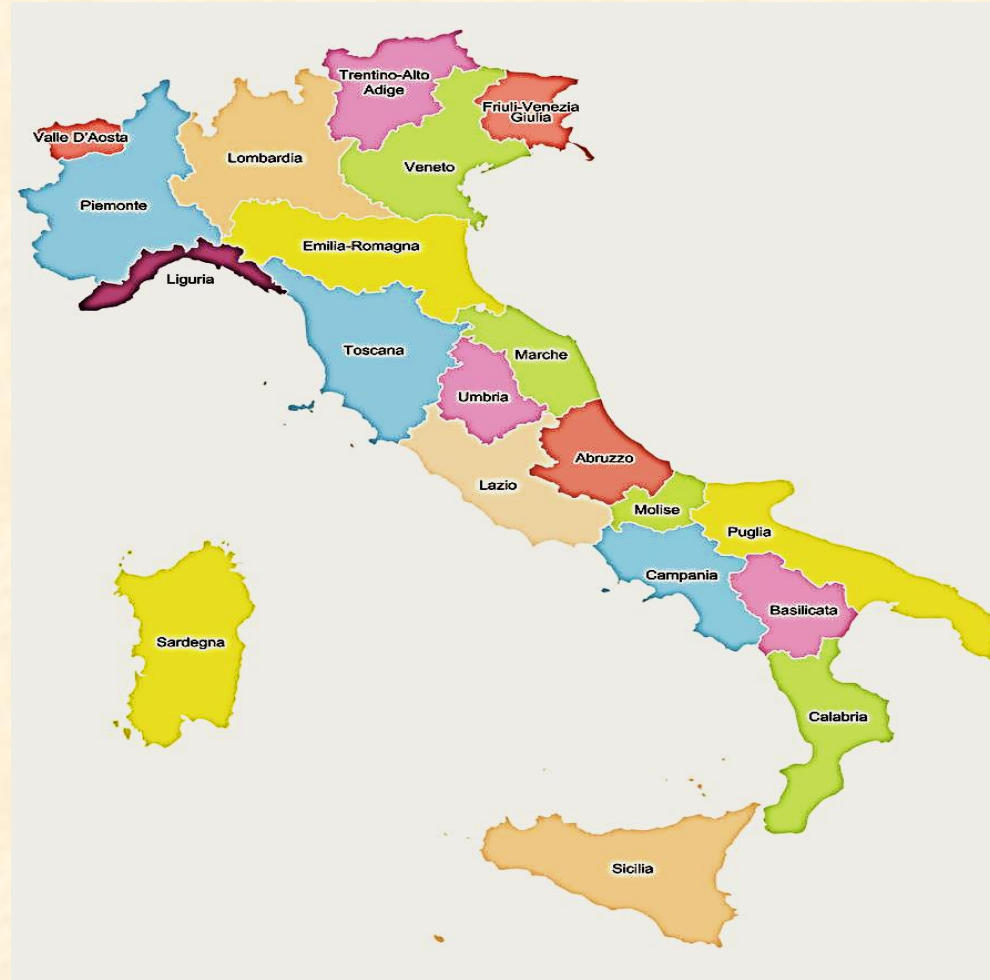 Trentino-Alto
Adige
Friuli-Venezia
Giulia
Valle D'Aosta
Lombardia
Veneto
Piemonte
Emilia-Romagna
Liguria
Toscana
Marche
Umbria
Abruzzo
Lazio
Molise
Puglia
Campania
Basilicata
Sardegna
Calabria
Sicilia